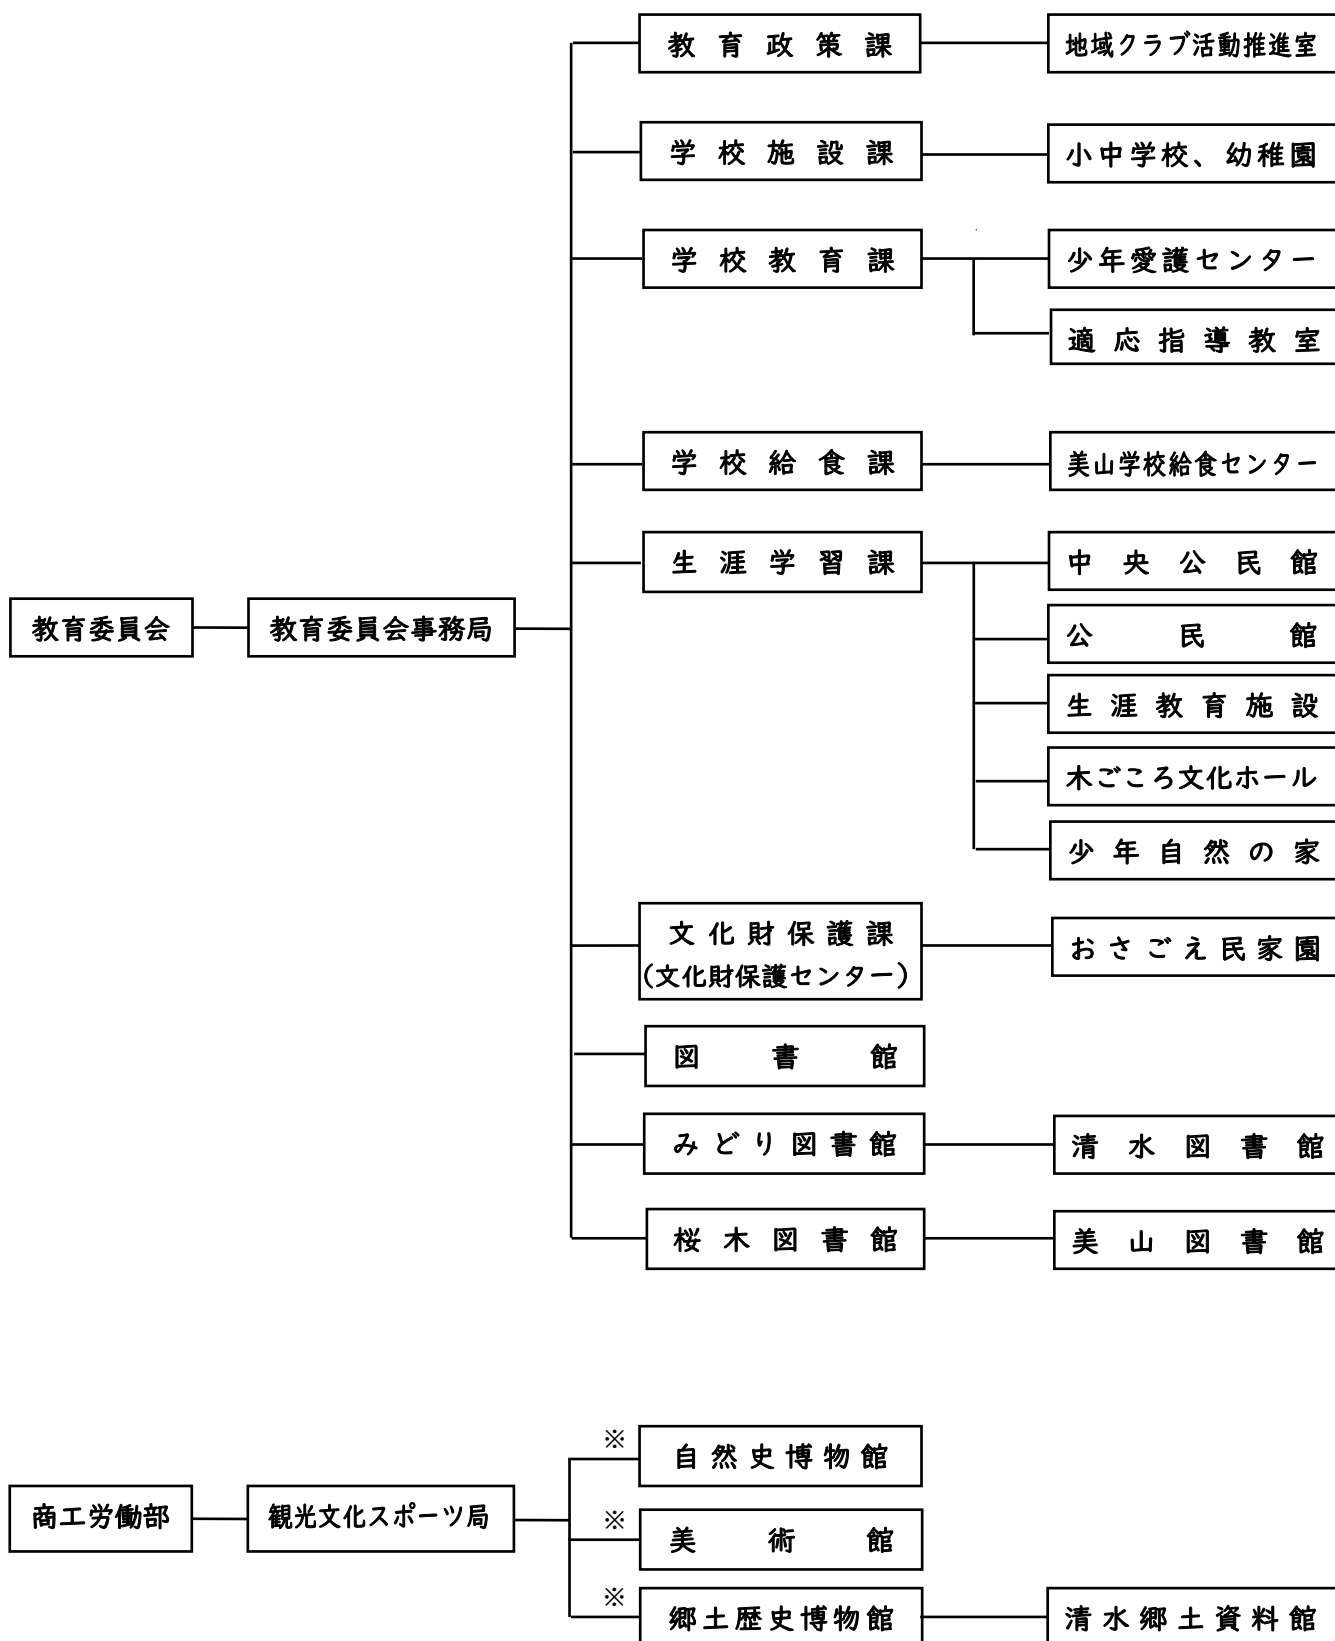 教育政策課
地域クラブ活動推進室
学校施設課
小中学校、幼稚園
学校教育課
少年愛護センター
適応指導教室
学校給食課
美山学校給食センター
生涯学習課
中央公民館
教育委員会
教育委員会事務局
公民館
生涯教育施設
木ごころ文化ホール
少年自然の家
文化財保護課
(文化財保護センター)
おさごえ民家園
図書館
みどり図書館
清水図書館
桜木図書館
美山図書館
※
自然史博物館
商工労働部
観光文化スポーツ局
※
美術館
※
郷土歴史博物館
清水郷土資料館